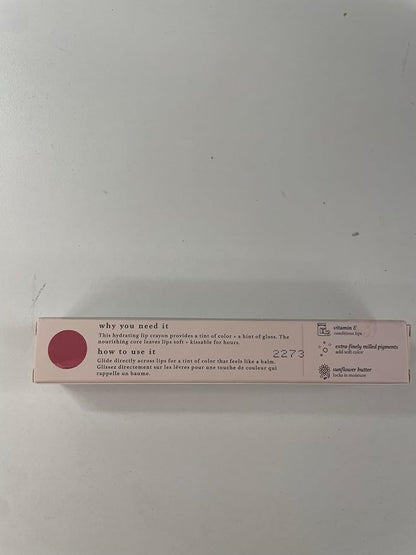 why you need it
This hydrating lip crayon provides a tint of color + a hint of gloss. The
nourishing core leaves lips soft + kissable for hours.
how to use it
Glide directly across lips for a tint of color that feels like a balm.
Glissez directement sur les lèvres pour une touche de couleur qui
rappelle un baume.
2273
vitamin E
conditions lips
extra-finely milled pigments
add soft color
sunflower butter
locks in moisture